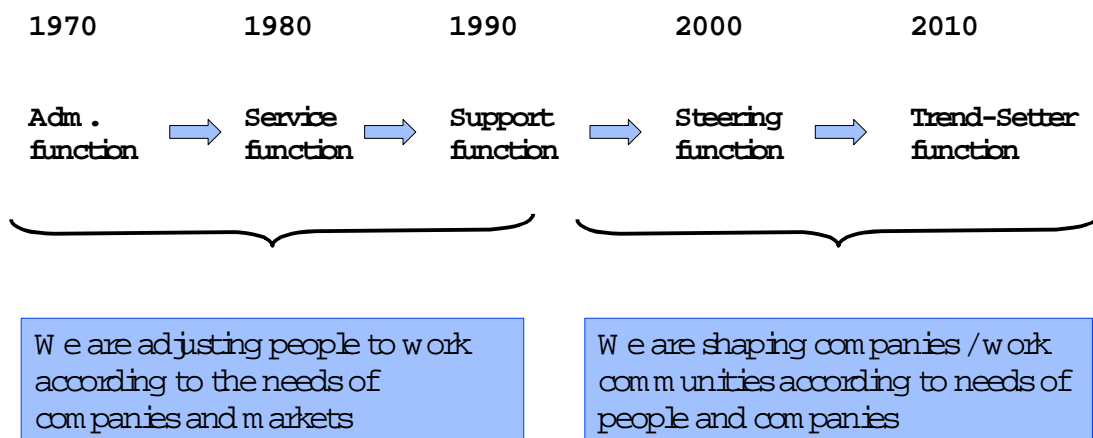 1970 1980 1990 2000 2010
Adm. Service Support Steering Trend-Setter
function function function function function
We are adjusting people to work
according to the needs of
companies and markets
We are shaping companies / work
communities according to needs of
people and companies